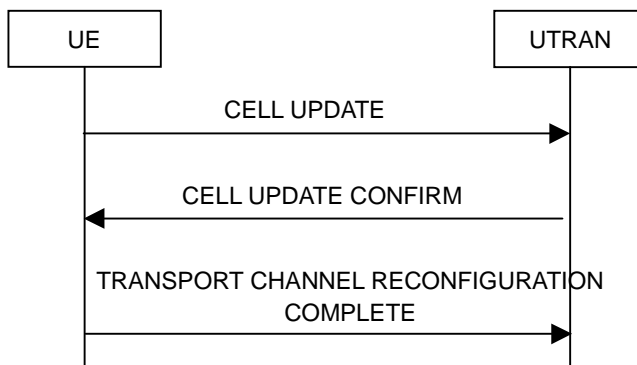 UE
UTRAN
CELL UPDATE
CELL UPDATE CONFIRM
TRANSPORT CHANNEL RECONFIGURATION
COMPLETE